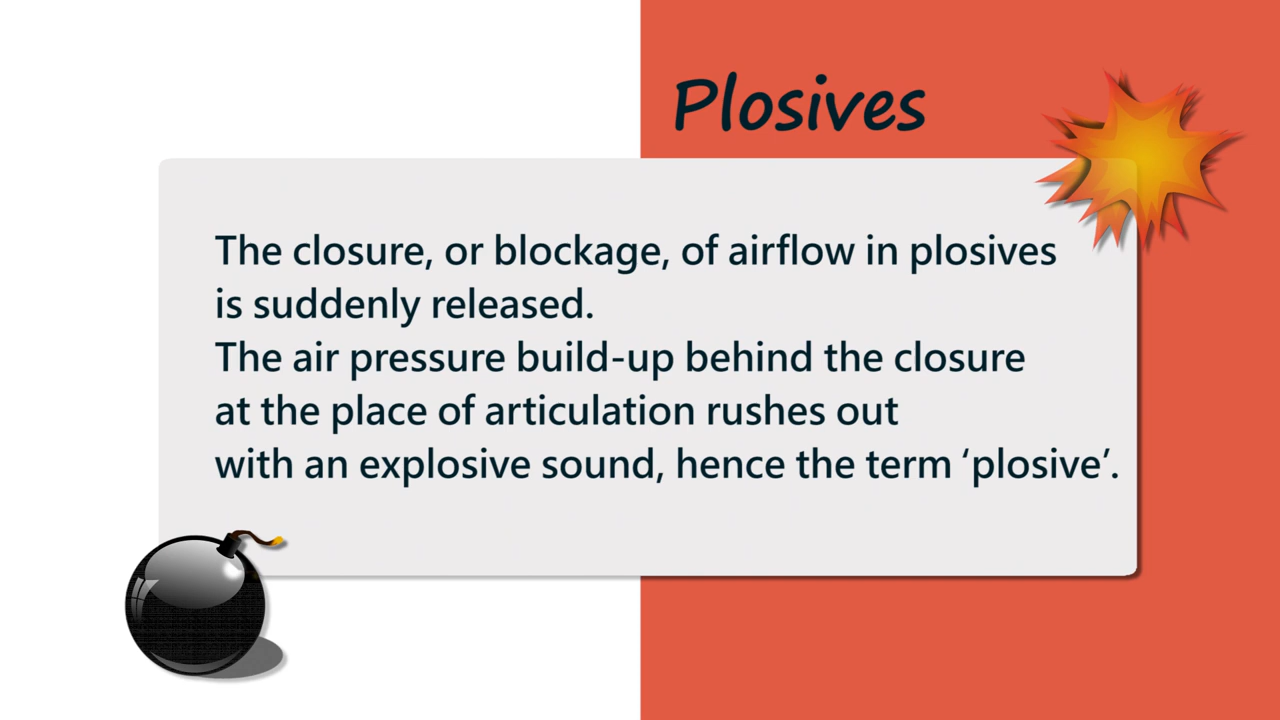 Plosives
The closure, or blockage, of airflow in plosives
is suddenly released.
The air pressure build-up behind the closure
at the place of articulation rushes out
with an explosive sound, hence the term ‘plosive’.